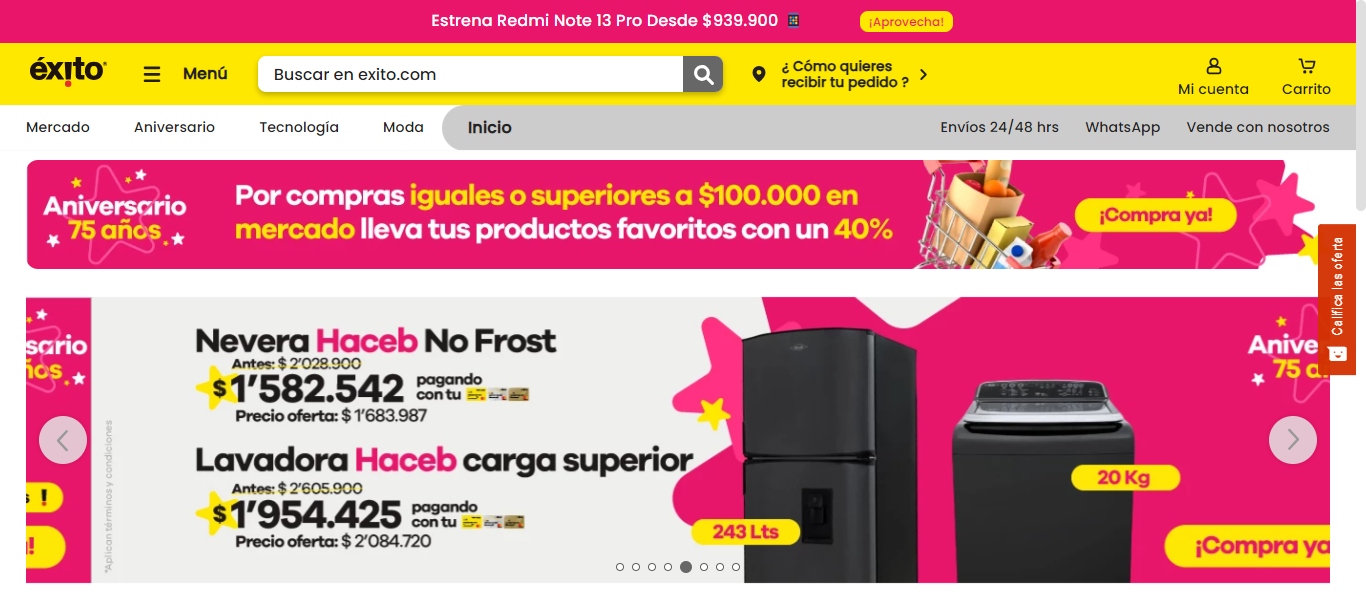 Estrena Redmi Note 13 Pro Desde $939.900
¡Aprovecha!
éxito
Menú
Buscar en exito.com
¿ Cómo quieres
recibir tu pedido ?
Mi cuenta
Carrito
Mercado
Aniversario
Tecnología
Moda
Inicio
Envíos 24/48 hrs
WhatsApp
Vende con nosotros
Aniversario
75 años
Por compras iguales o superiores a $100.000 en
mercado lleva tus productos favoritos con un 40%
¡Compra ya!
Califica las oferta
sario
ños
s !
!
*Aplican términos y condiciones
Nevera Haceb No Frost
Antes: $ 2'028.900
$1'582.542
pagando
con tu
Precio oferta: $ 1'683.987
Lavadora Haceb carga superior
Antes: $ 2'605.900
$1'954.425
pagando
con tu
Precio oferta: $ 2'084.720
243 Lts
20 Kg
Anive
75 a
¡Compra ya